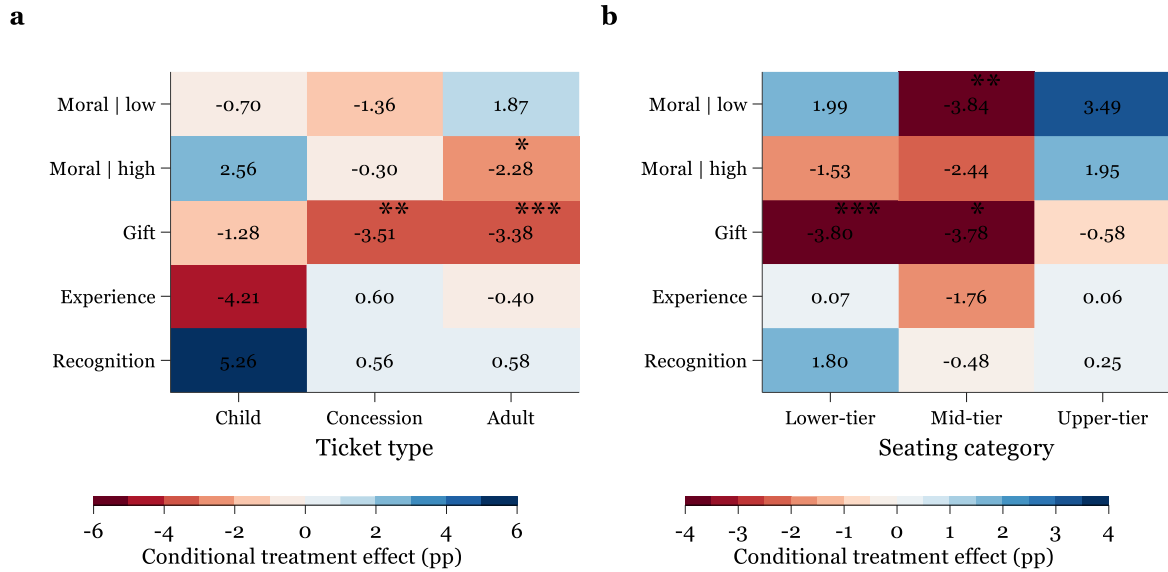 a
Moral | low -0.70 -1.36 1.87
*
Moral | high 2.56 -0.30 -2.28
** ***
Gift -1.28 -3.51 -3.38
Experience -4.21 0.60 -0.40
Recognition 5.26 0.56 0.58
Child Concession Adult
Ticket type
-6 -4 -2 0 2 4 6
Conditional treatment effect (pp)
b
**
Moral | low 1.99 -3.84 3.49
Moral | high -1.53 -2.44 1.95
*** *
Gift -3.80 -3.78 -0.58
Experience 0.07 -1.76 0.06
Recognition 1.80 -0.48 0.25
Lower-tier Mid-tier Upper-tier
Seating category
-4 -3 -2 -1 0 1 2 3 4
Conditional treatment effect (pp)